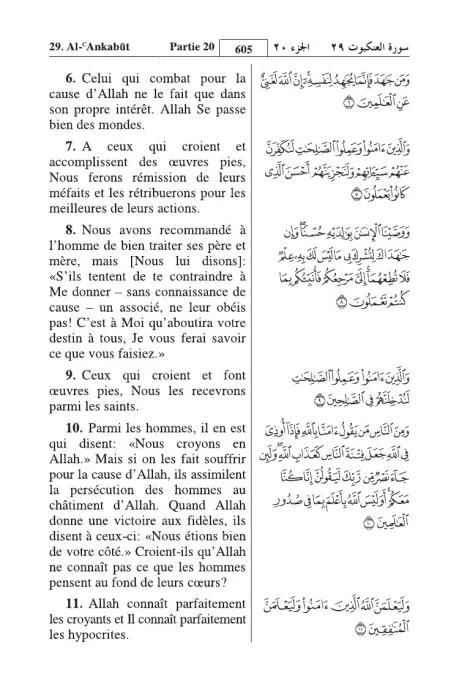 29. Al-ᶜAnkabūt Partie 20 605 الجزء ٢٠ سورة العنكبوت ٢٩
6. Celui qui combat pour la
cause d’Allah ne le fait que dans
son propre intérêt. Allah Se passe
bien des mondes.
وَمَن جَٰهَدَ فَإِنَّمَا يُجَٰهِدُ لِنَفْسِهِۦٓ إِنَّ ٱللَّهَ لَغَنِىٌّ
عَنِ ٱلْعَٰلَمِينَ ٦
7. A ceux qui croient et
accomplissent des œuvres pies,
Nous ferons rémission de leurs
méfaits et les rétribuerons pour les
meilleures de leurs actions.
وَٱلَّذِينَ ءَامَنُوا۟ وَعَمِلُوا۟ ٱلصَّٰلِحَٰتِ لَنُكَفِّرَنَّ
عَنْهُمْ سَيِّـَٔاتِهِمْ وَلَنَجْزِيَنَّهُمْ أَحْسَنَ ٱلَّذِى
كَانُوا۟ يَعْمَلُونَ ٧
8. Nous avons recommandé à
l’homme de bien traiter ses père et
mère, mais [Nous lui disons]:
«S’ils tentent de te contraindre à
Me donner – sans connaissance de
cause – un associé, ne leur obéis
pas! C’est à Moi qu’aboutira votre
destin à tous, Je vous ferai savoir
ce que vous faisiez.»
وَوَصَّيْنَا ٱلْإِنسَٰنَ بِوَٰلِدَيْهِ حُسْنًا وَإِن
جَٰهَدَاكَ لِتُشْرِكَ بِى مَا لَيْسَ لَكَ بِهِۦ عِلْمٌ
فَلَا تُطِعْهُمَآ إِلَىَّ مَرْجِعُكُمْ فَأُنَبِّئُكُم بِمَا
كُنتُمْ تَعْمَلُونَ ٨
9. Ceux qui croient et font
œuvres pies, Nous les recevrons
parmi les saints.
وَٱلَّذِينَ ءَامَنُوا۟ وَعَمِلُوا۟ ٱلصَّٰلِحَٰتِ
لَنُدْخِلَنَّهُمْ فِى ٱلصَّٰلِحِينَ ٩
10. Parmi les hommes, il en est
qui disent: «Nous croyons en
Allah.» Mais si on les fait souffrir
pour la cause d’Allah, ils assimilent
la persécution des hommes au
châtiment d’Allah. Quand Allah
donne une victoire aux fidèles, ils
disent à ceux-ci: «Nous étions bien
de votre côté.» Croient-ils qu’Allah
ne connaît pas ce que les hommes
pensent au fond de leurs cœurs?
وَمِنَ ٱلنَّاسِ مَن يَقُولُ ءَامَنَّا بِٱللَّهِ فَإِذَآ أُوذِىَ
فِى ٱللَّهِ جَعَلَ فِتْنَةَ ٱلنَّاسِ كَعَذَابِ ٱللَّهِ وَلَئِن
جَآءَ نَصْرٌ مِّن رَّبِّكَ لَيَقُولُنَّ إِنَّا كُنَّا
مَعَكُمْ أَوَلَيْسَ ٱللَّهُ بِأَعْلَمَ بِمَا فِى صُدُورِ
ٱلْعَٰلَمِينَ ١٠
11. Allah connaît parfaitement
les croyants et Il connaît parfaitement
les hypocrites.
وَلَيَعْلَمَنَّ ٱللَّهُ ٱلَّذِينَ ءَامَنُوا۟ وَلَيَعْلَمَنَّ
ٱلْمُنَٰفِقِينَ ١١